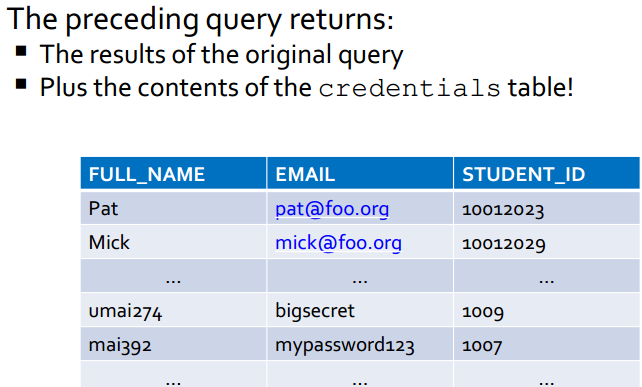 The preceding query returns:
▪ The results of the original query
▪ Plus the contents of the credentials table!
FULL_NAME EMAIL STUDENT_ID
Pat pat@foo.org 10012023
Mick mick@foo.org 10012029
... ... ...
umai274 bigsecret 1009
mai392 mypassword123 1007
... ... ...